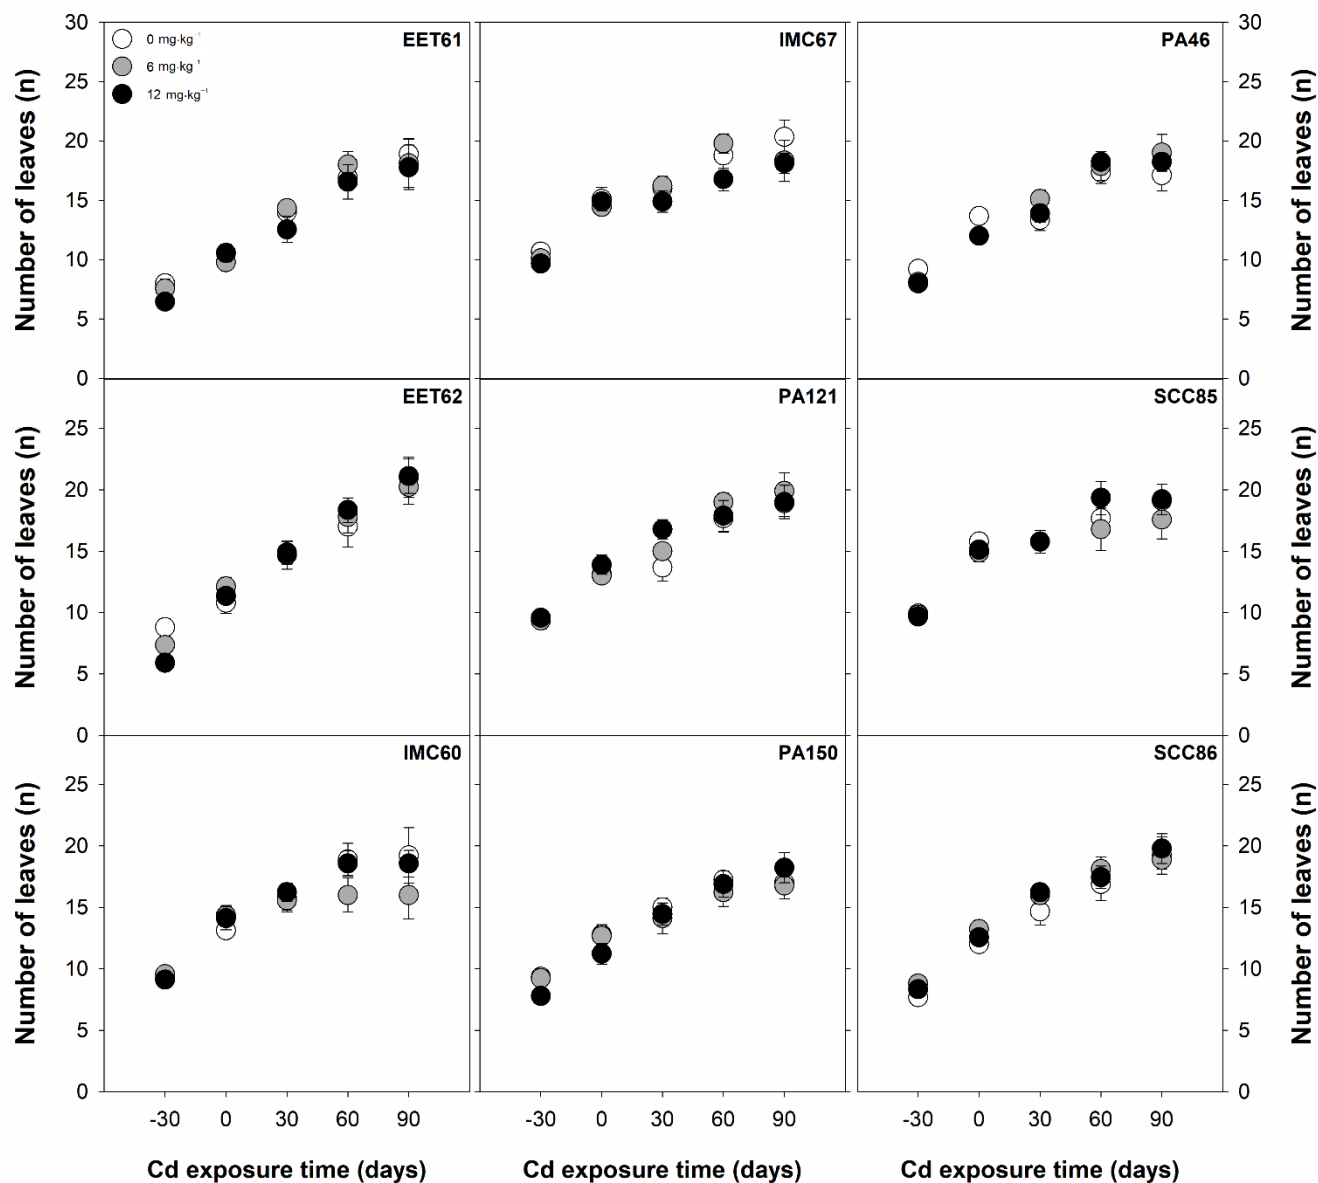 30
25
20
15
10
5
0
Number of leaves (n)
0 mg·kg⁻¹
6 mg·kg⁻¹
12 mg·kg⁻¹
EET61
IMC67
PA46
30
25
20
15
10
5
0
Number of leaves (n)
25
20
15
10
5
0
Number of leaves (n)
EET62
PA121
SCC85
25
20
15
10
5
0
Number of leaves (n)
25
20
15
10
5
0
Number of leaves (n)
IMC60
PA150
SCC86
25
20
15
10
5
0
Number of leaves (n)
-30 0 30 60 90
-30 0 30 60 90
-30 0 30 60 90
Cd exposure time (days)
Cd exposure time (days)
Cd exposure time (days)